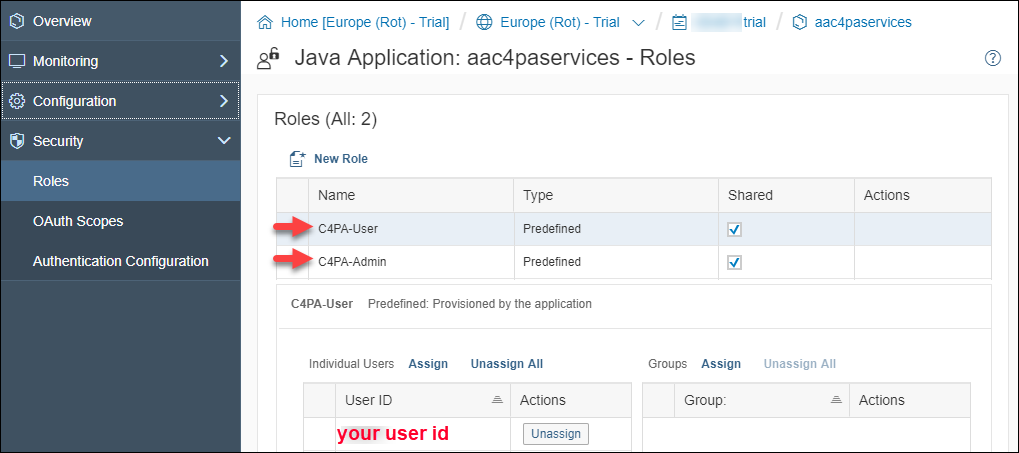 Overview
Monitoring
Configuration
Security
Roles
OAuth Scopes
Authentication Configuration
Home [Europe (Rot) - Trial] / Europe (Rot) - Trial / trial / aac4paservices
Java Application: aac4paservices - Roles
Roles (All: 2)
New Role
Name Type Shared Actions
C4PA-User Predefined
C4PA-Admin Predefined
C4PA-User Predefined: Provisioned by the application
Individual Users Assign Unassign All
User ID Actions
your user id Unassign
Groups Assign Unassign All
Group: Actions